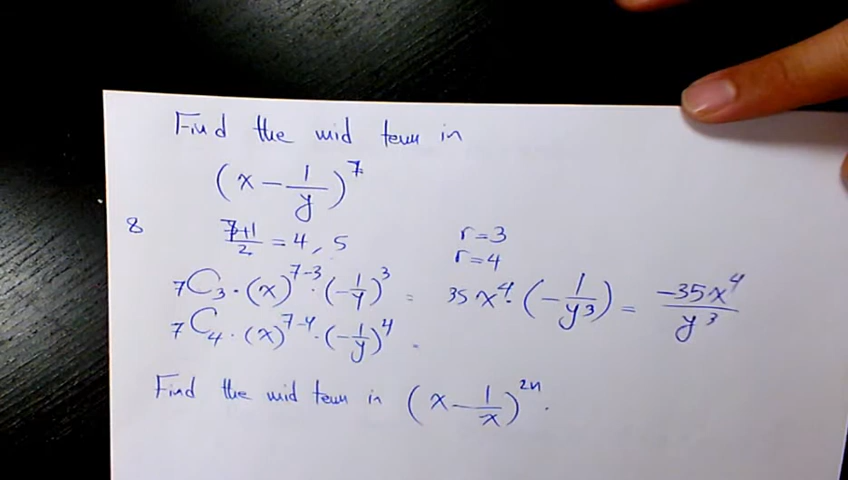 Find the mid term in
(x - 1/y)^7
8
7+1/2 = 4, 5
r=3
r=4
7C3 · (x)^7-3 · (-1/y)^3 = 35x^4 · (-1/y^3) = -35x^4/y^3
7C4 · (x)^7-4 · (-1/y)^4 =
Find the mid term in (x - 1/x)^2n.